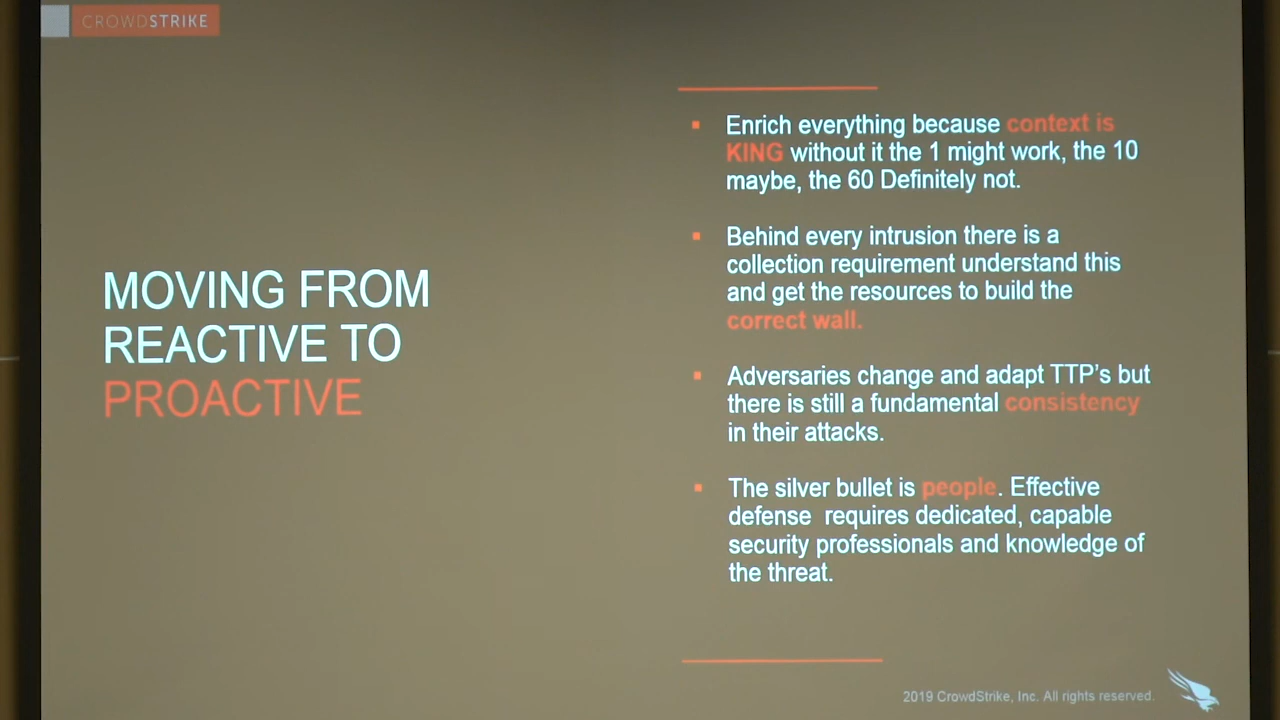 CROWDSTRIKE
MOVING FROM
REACTIVE TO
PROACTIVE
▪ Enrich everything because context is
KING without it the 1 might work, the 10
maybe, the 60 Definitely not.
▪ Behind every intrusion there is a
collection requirement understand this
and get the resources to build the
correct wall.
▪ Adversaries change and adapt TTP's but
there is still a fundamental consistency
in their attacks.
▪ The silver bullet is people. Effective
defense requires dedicated, capable
security professionals and knowledge of
the threat.
2019 CrowdStrike, Inc. All rights reserved.